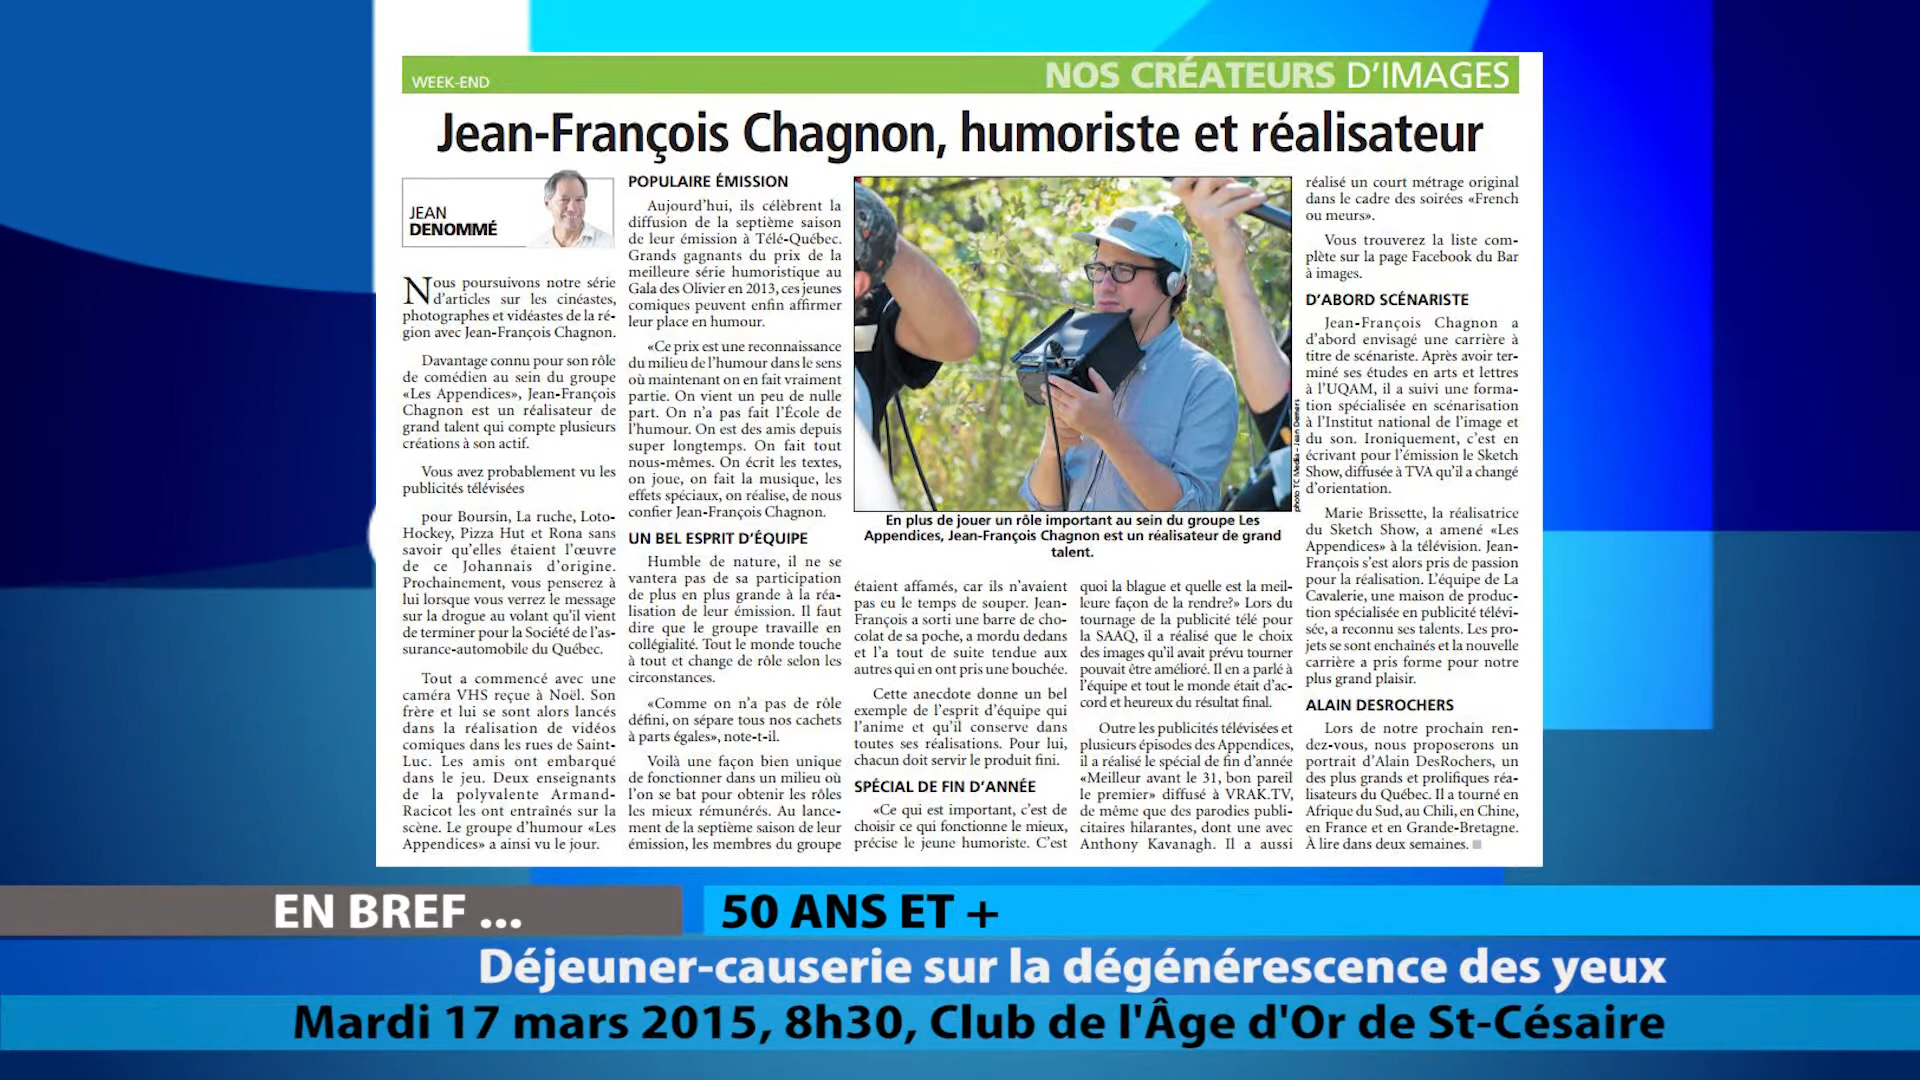 WEEK-END
NOS CRÉATEURS D'IMAGES
Jean-François Chagnon, humoriste et réalisateur
JEAN
DENOMMÉ
Nous poursuivons notre série
d'articles sur les cinéastes,
photographes et vidéastes de la ré-
gion avec Jean-François Chagnon.
Davantage connu pour son rôle
de comédien au sein du groupe
«Les Appendices», Jean-François
Chagnon est un réalisateur de
grand talent qui compte plusieurs
créations à son actif.
Vous avez probablement vu les
publicités télévisées
pour Boursin, La ruche, Loto-
Hockey, Pizza Hut et Rona sans
savoir qu'elles étaient l'œuvre
de ce Johannais d'origine.
Prochainement, vous penserez à
lui lorsque vous verrez le message
sur la drogue au volant qu'il vient
de terminer pour la Société de l'as-
surance-automobile du Québec.
Tout a commencé avec une
caméra VHS reçue à Noël. Son
frère et lui se sont alors lancés
dans la réalisation de vidéos
comiques dans les rues de Saint-
Luc. Les amis ont embarqué
dans le jeu. Deux enseignants
de la polyvalente Armand-
Racicot les ont entraînés sur la
scène. Le groupe d'humour «Les
Appendices» a ainsi vu le jour.
POPULAIRE ÉMISSION
Aujourd'hui, ils célèbrent la
diffusion de la septième saison
de leur émission à Télé-Québec.
Grands gagnants du prix de la
meilleure série humoristique au
Gala des Olivier en 2013, ces jeunes
comiques peuvent enfin affirmer
leur place en humour.
«Ce prix est une reconnaissance
du milieu de l'humour dans le sens
où maintenant on en fait vraiment
partie. On vient un peu de nulle
part. On n'a pas fait l'École de
l'humour. On est des amis depuis
super longtemps. On fait tout
nous-mêmes. On écrit les textes,
on joue, on fait la musique, les
effets spéciaux, on réalise, de nous
confier Jean-François Chagnon.
UN BEL ESPRIT D'ÉQUIPE
Humble de nature, il ne se
vantera pas de sa participation
de plus en plus grande à la réa-
lisation de leur émission. Il faut
dire que le groupe travaille en
collégialité. Tout le monde touche
à tout et change de rôle selon les
circonstances.
«Comme on n'a pas de rôle
défini, on sépare tous nos cachets
à parts égales», note-t-il.
Voilà une façon bien unique
de fonctionner dans un milieu où
l'on se bat pour obtenir les rôles
les mieux rémunérés. Au lance-
ment de la septième saison de leur
émission, les membres du groupe
photo TC Media – Jean Demers
En plus de jouer un rôle important au sein du groupe Les
Appendices, Jean-François Chagnon est un réalisateur de grand
talent.
étaient affamés, car ils n'avaient
pas eu le temps de souper. Jean-
François a sorti une barre de cho-
colat de sa poche, a mordu dedans
et l'a tout de suite tendue aux
autres qui en ont pris une bouchée.
Cette anecdote donne un bel
exemple de l'esprit d'équipe qui
l'anime et qu'il conserve dans
toutes ses réalisations. Pour lui,
chacun doit servir le produit fini.
SPÉCIAL DE FIN D'ANNÉE
«Ce qui est important, c'est de
choisir ce qui fonctionne le mieux,
précise le jeune humoriste. C'est
quoi la blague et quelle est la meil-
leure façon de la rendre?» Lors du
tournage de la publicité télé pour
la SAAQ, il a réalisé que le choix
des images qu'il avait prévu tourner
pouvait être amélioré. Il en a parlé à
l'équipe et tout le monde était d'ac-
cord et heureux du résultat final.
Outre les publicités télévisées et
plusieurs épisodes des Appendices,
il a réalisé le spécial de fin d'année
«Meilleur avant le 31, bon pareil
le premier» diffusé à VRAK.TV,
de même que des parodies publi-
citaires hilarantes, dont une avec
Anthony Kavanagh. Il a aussi
réalisé un court métrage original
dans le cadre des soirées «French
ou meurs».
Vous trouverez la liste com-
plète sur la page Facebook du Bar
à images.
D'ABORD SCÉNARISTE
Jean-François Chagnon a
d'abord envisagé une carrière à
titre de scénariste. Après avoir ter-
miné ses études en arts et lettres
à l'UQAM, il a suivi une forma-
tion spécialisée en scénarisation
à l'Institut national de l'image et
du son. Ironiquement, c'est en
écrivant pour l'émission le Sketch
Show, diffusée à TVA qu'il a changé
d'orientation.
Marie Brissette, la réalisatrice
du Sketch Show, a amené «Les
Appendices» à la télévision. Jean-
François s'est alors pris de passion
pour la réalisation. L'équipe de La
Cavalerie, une maison de produc-
tion spécialisée en publicité télévi-
sée, a reconnu ses talents. Les pro-
jets se sont enchaînés et la nouvelle
carrière a pris forme pour notre
plus grand plaisir.
ALAIN DESROCHERS
Lors de notre prochain ren-
dez-vous, nous proposerons un
portrait d'Alain DesRochers, un
des plus grands et prolifiques réa-
lisateurs du Québec. Il a tourné en
Afrique du Sud, au Chili, en Chine,
en France et en Grande-Bretagne.
À lire dans deux semaines.
EN BREF ...
50 ANS ET +
Déjeuner-causerie sur la dégénérescence des yeux
Mardi 17 mars 2015, 8h30, Club de l'Âge d'Or de St-Césaire